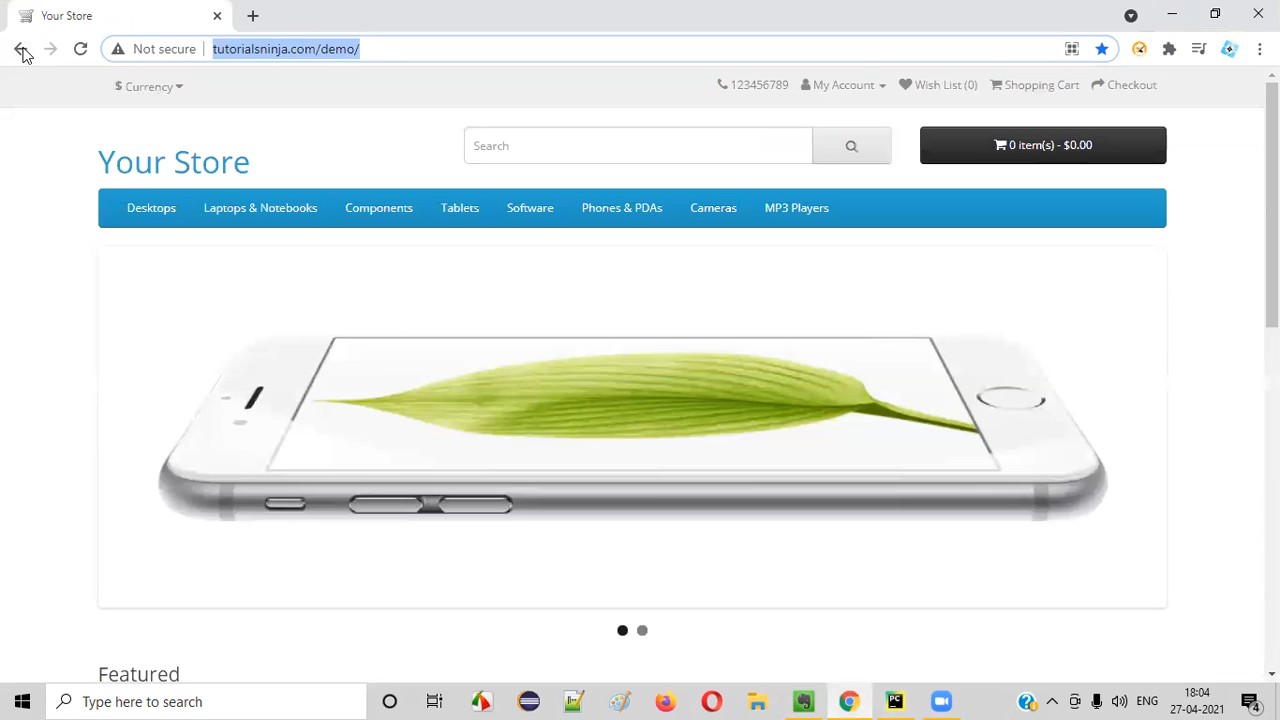 Your Store
Not secure
tutorialsninja.com/demo/
$ Currency
123456789
My Account
Wish List (0)
Shopping Cart
Checkout
Your Store
Search
0 item(s) - $0.00
Desktops
Laptops & Notebooks
Components
Tablets
Software
Phones & PDAs
Cameras
MP3 Players
Featured
Type here to search
ENG
18:04
27-04-2021
4